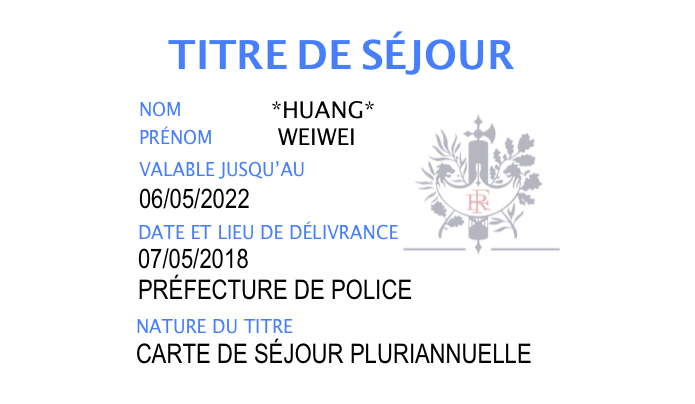 TITRE DE SÉJOUR
NOM *HUANG*
PRÉNOM WEIWEI
VALABLE JUSQU'AU
06/05/2022
DATE ET LIEU DE DÉLIVRANCE
07/05/2018
PRÉFECTURE DE POLICE
NATURE DU TITRE
CARTE DE SÉJOUR PLURIANNUELLE
RF